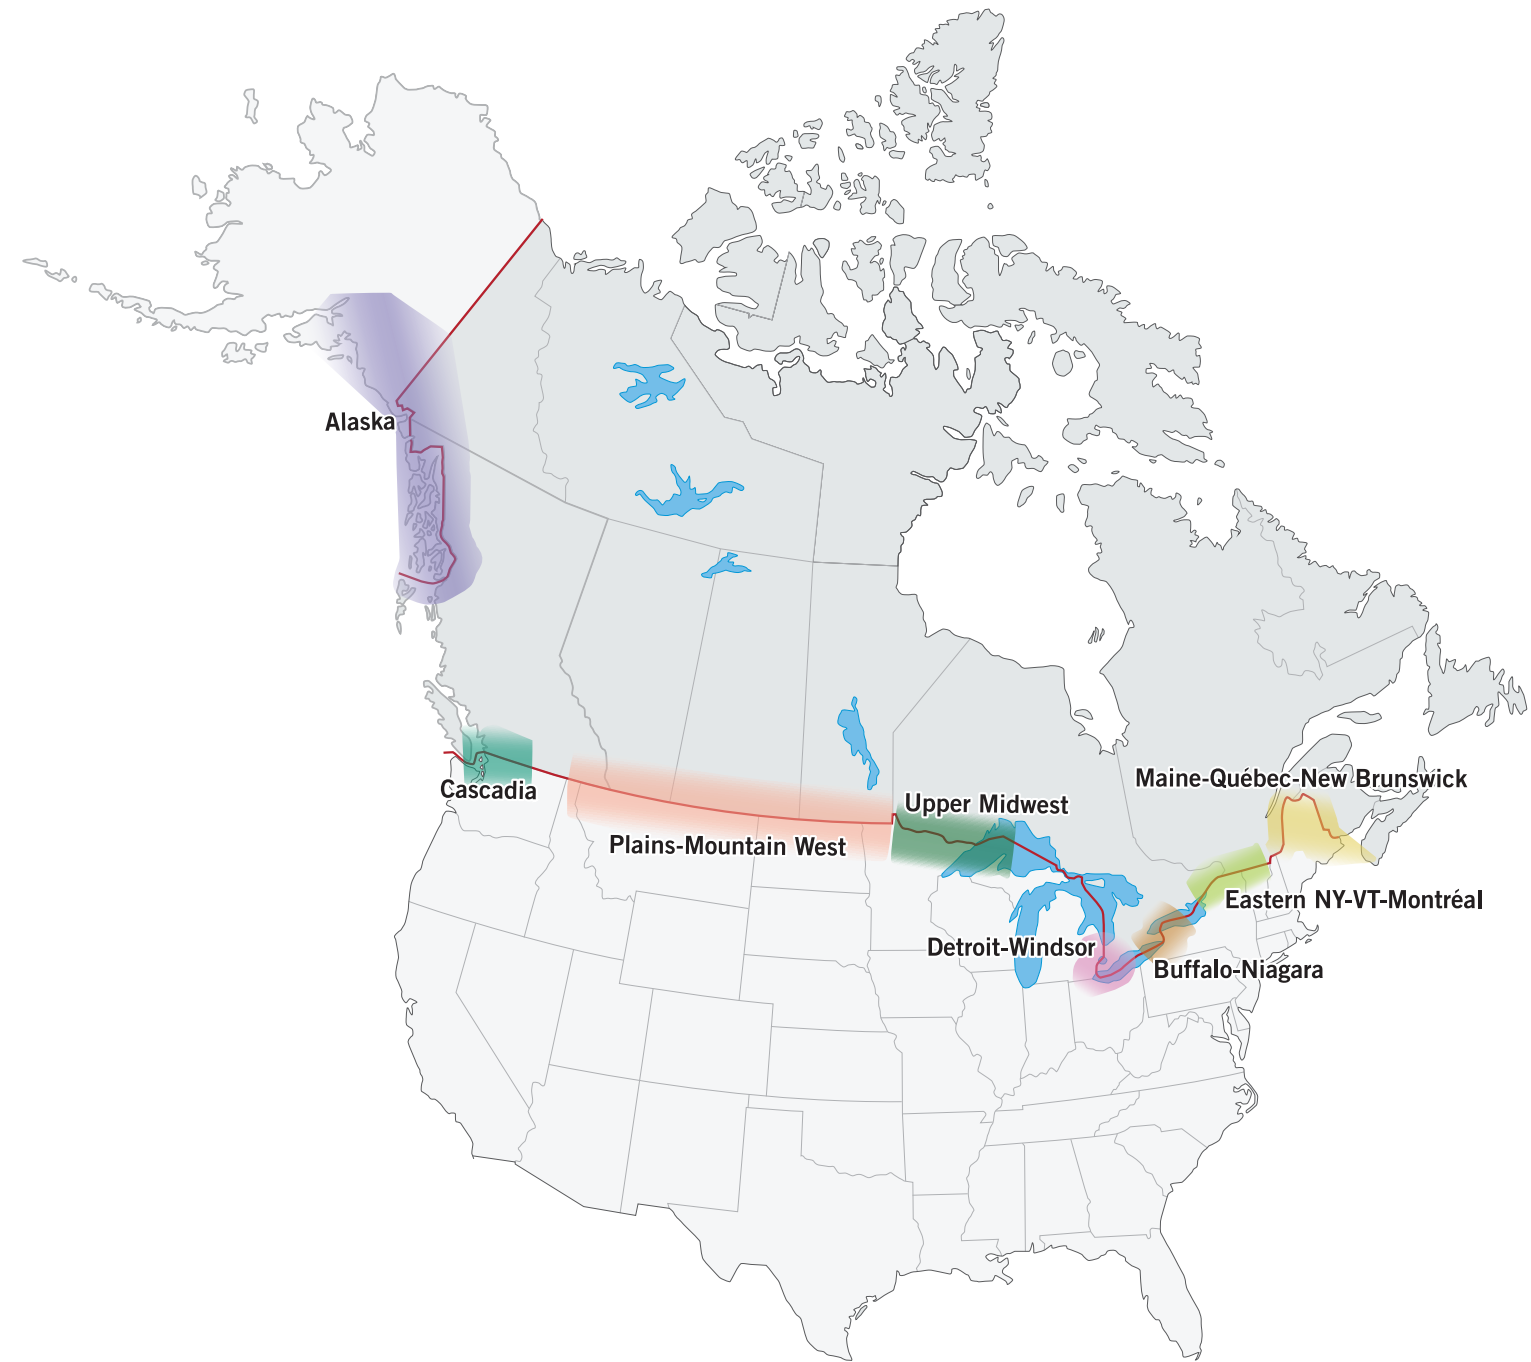 Alaska
Maine-Québec-New Brunswick
Cascadia
Upper Midwest
Plains-Mountain West
Eastern NY-VT-Montréal
Detroit-Windsor
Buffalo-Niagara